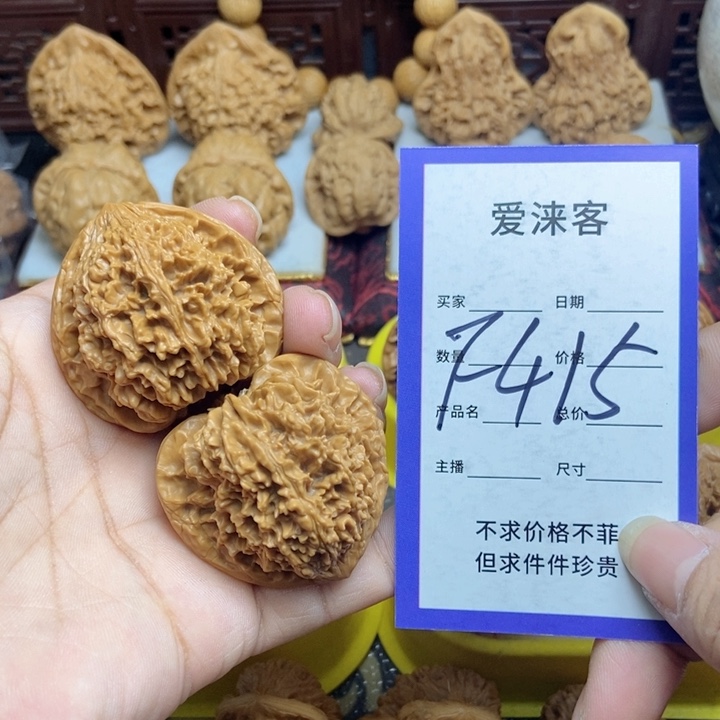 爱涞客
买家 日期
数量 价格
F415
产品名 总价
主播 尺寸
不求价格不菲
但求件件珍贵